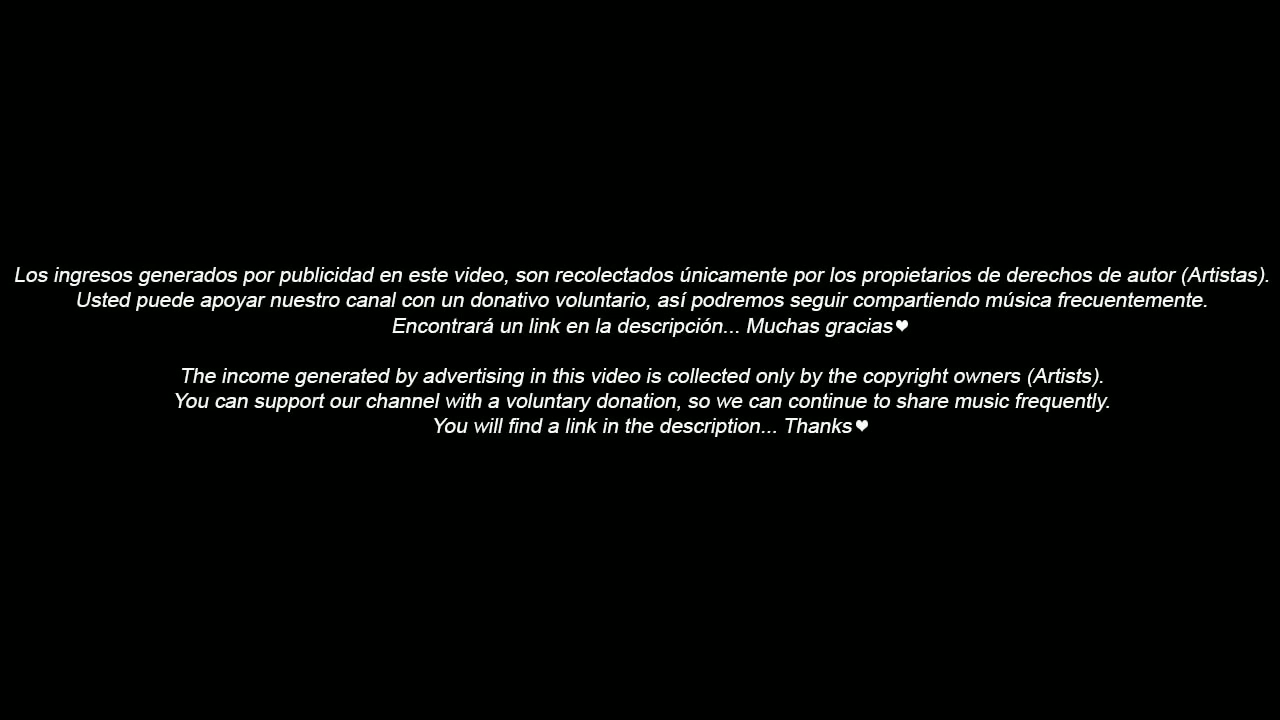 Los ingresos generados por publicidad en este video, son recolectados únicamente por los propietarios de derechos de autor (Artistas).
Usted puede apoyar nuestro canal con un donativo voluntario, así podremos seguir compartiendo música frecuentemente.
Encontrará un link en la descripción... Muchas gracias♥
The income generated by advertising in this video is collected only by the copyright owners (Artists).
You can support our channel with a voluntary donation, so we can continue to share music frequently.
You will find a link in the description... Thanks♥